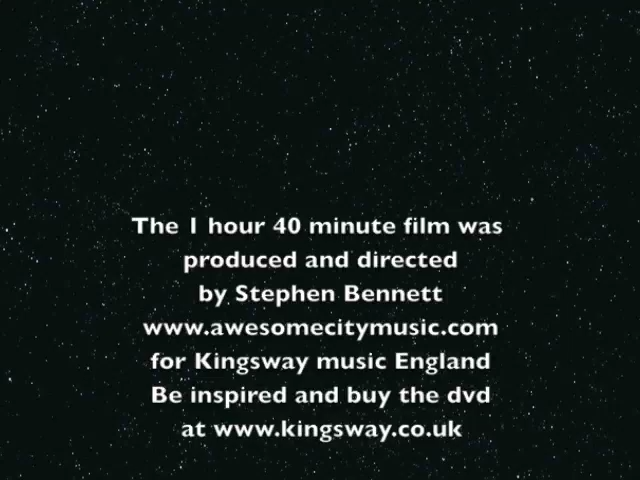 The 1 hour 40 minute film was
produced and directed
by Stephen Bennett
www.awesomecitymusic.com
for Kingsway music England
Be inspired and buy the dvd
at www.kingsway.co.uk